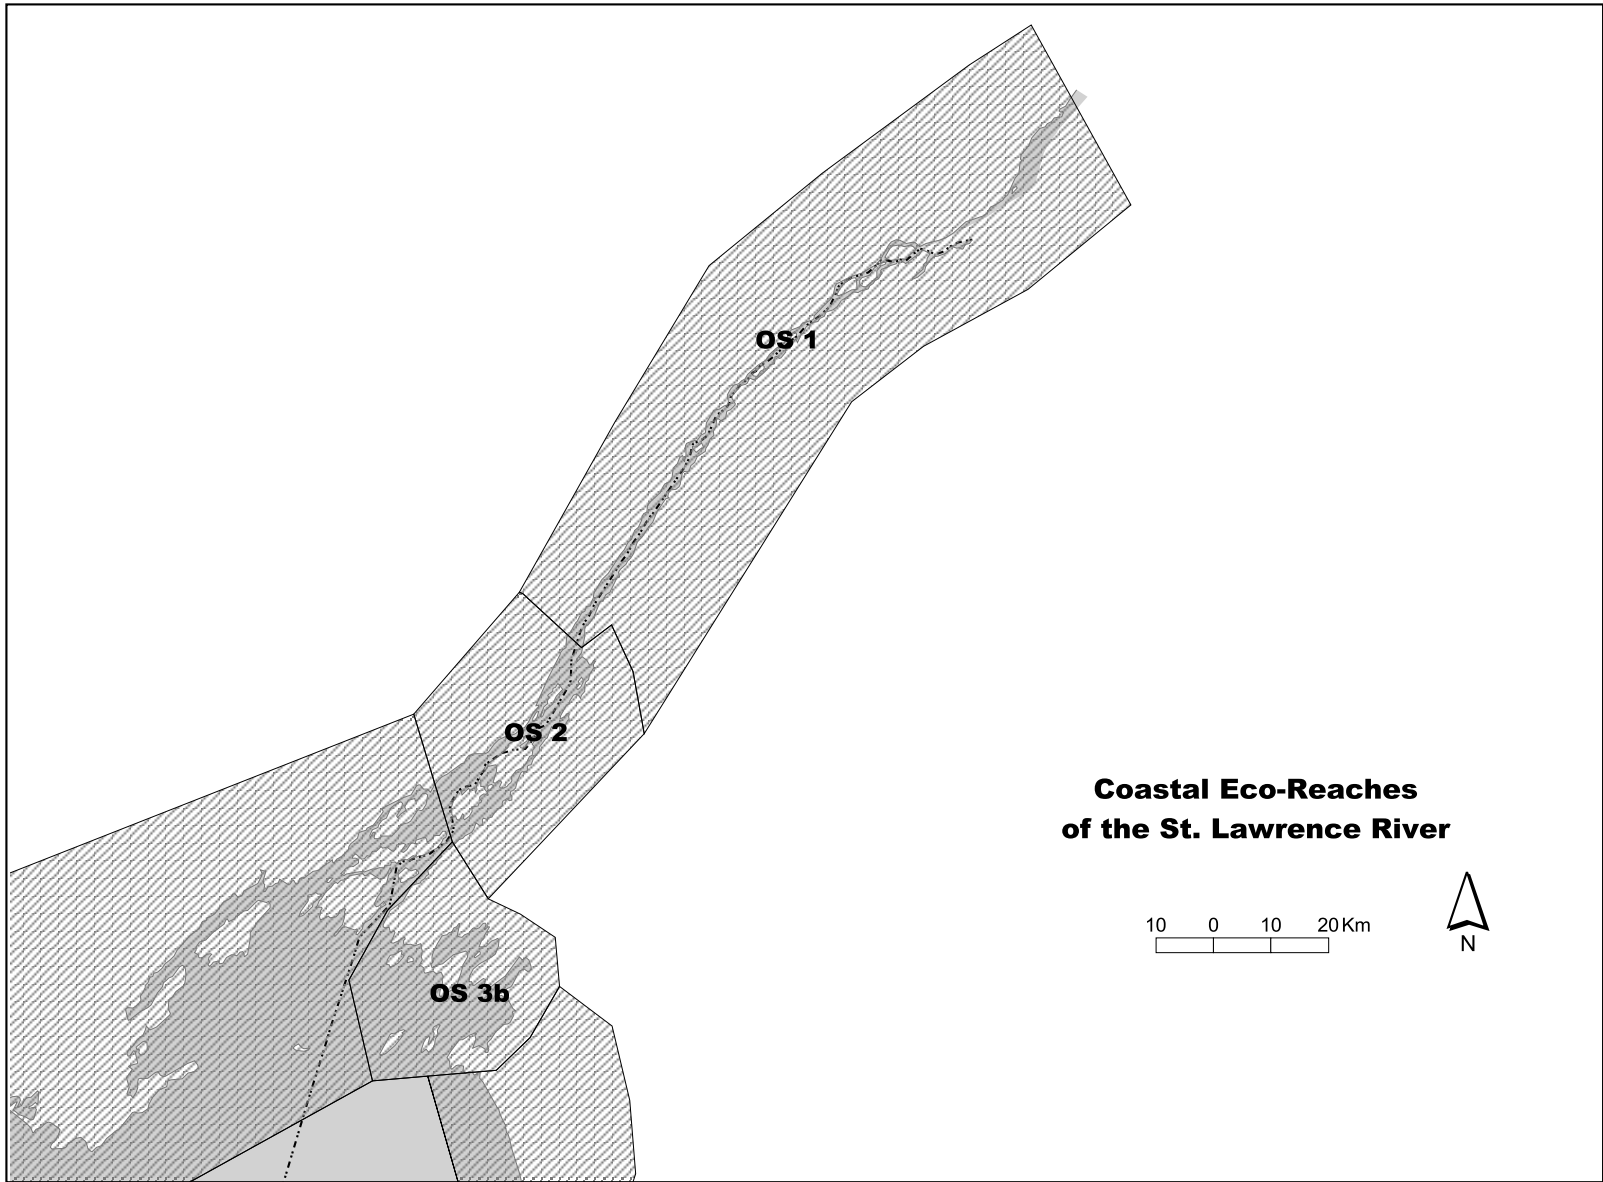 OS 1
OS 2
Coastal Eco-Reaches
of the St. Lawrence River
10 0 10 20 Km
N
OS 3b